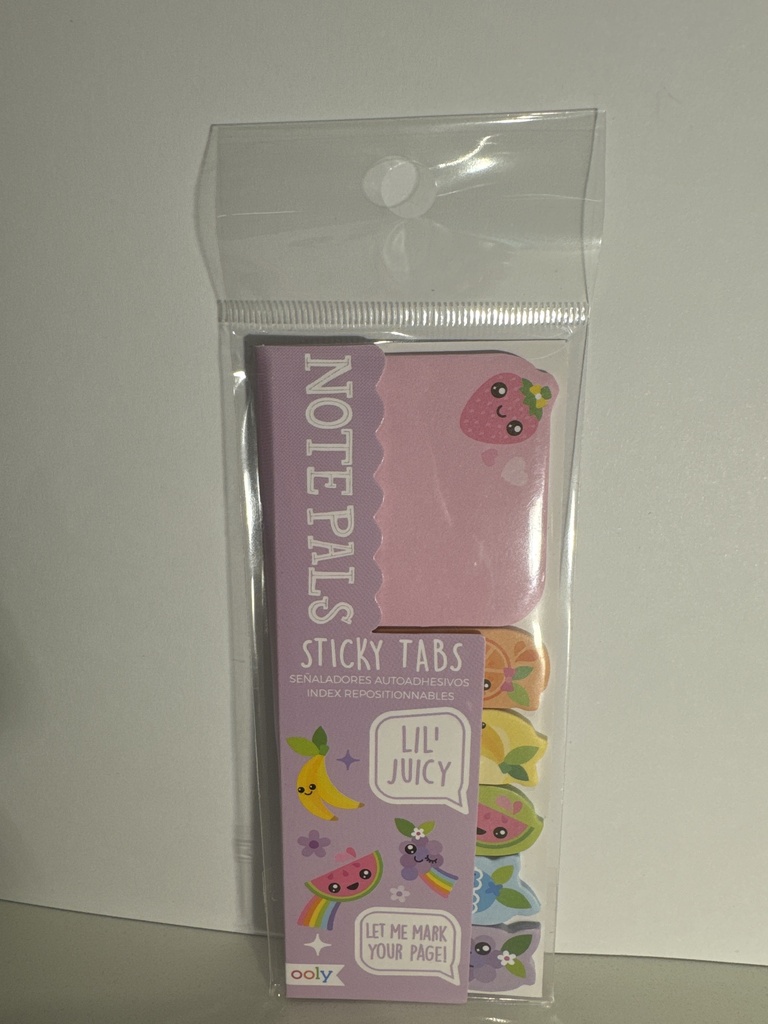 NOTE PALS
STICKY TABS
SEÑALADORES AUTOADHESIVOS
INDEX REPOSITIONNABLES
LIL'
JUICY
LET ME MARK
YOUR PAGE!
ooly